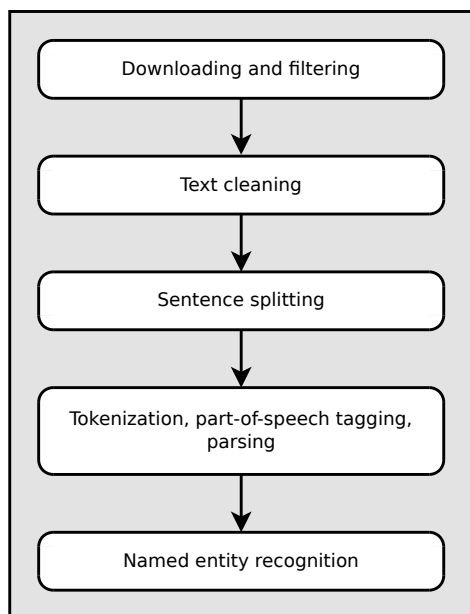 Downloading and filtering
Text cleaning
Sentence splitting
Tokenization, part-of-speech tagging,
parsing
Named entity recognition